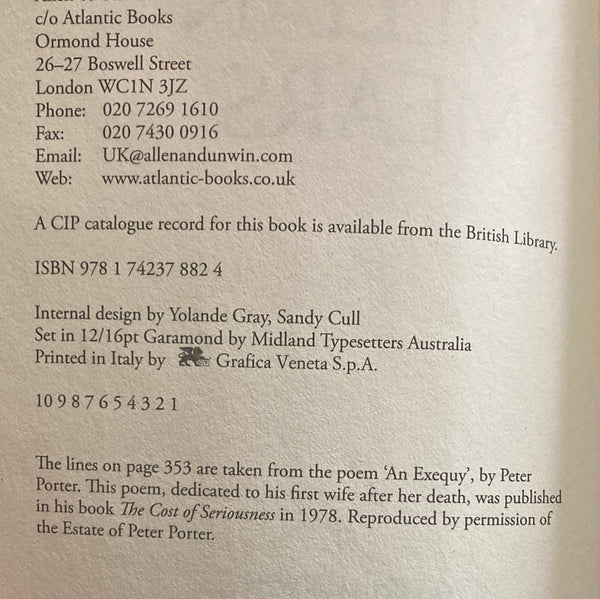 c/o Atlantic Books
Ormond House
26–27 Boswell Street
London WC1N 3JZ
Phone: 020 7269 1610
Fax: 020 7430 0916
Email: UK@allenandunwin.com
Web: www.atlantic-books.co.uk
A CIP catalogue record for this book is available from the British Library.
ISBN 978 1 74237 882 4
Internal design by Yolande Gray, Sandy Cull
Set in 12/16pt Garamond by Midland Typesetters Australia
Printed in Italy by Grafica Veneta S.p.A.
10 9 8 7 6 5 4 3 2 1
The lines on page 353 are taken from the poem ‘An Exequy’, by Peter
Porter. This poem, dedicated to his first wife after her death, was published
in his book The Cost of Seriousness in 1978. Reproduced by permission of
the Estate of Peter Porter.